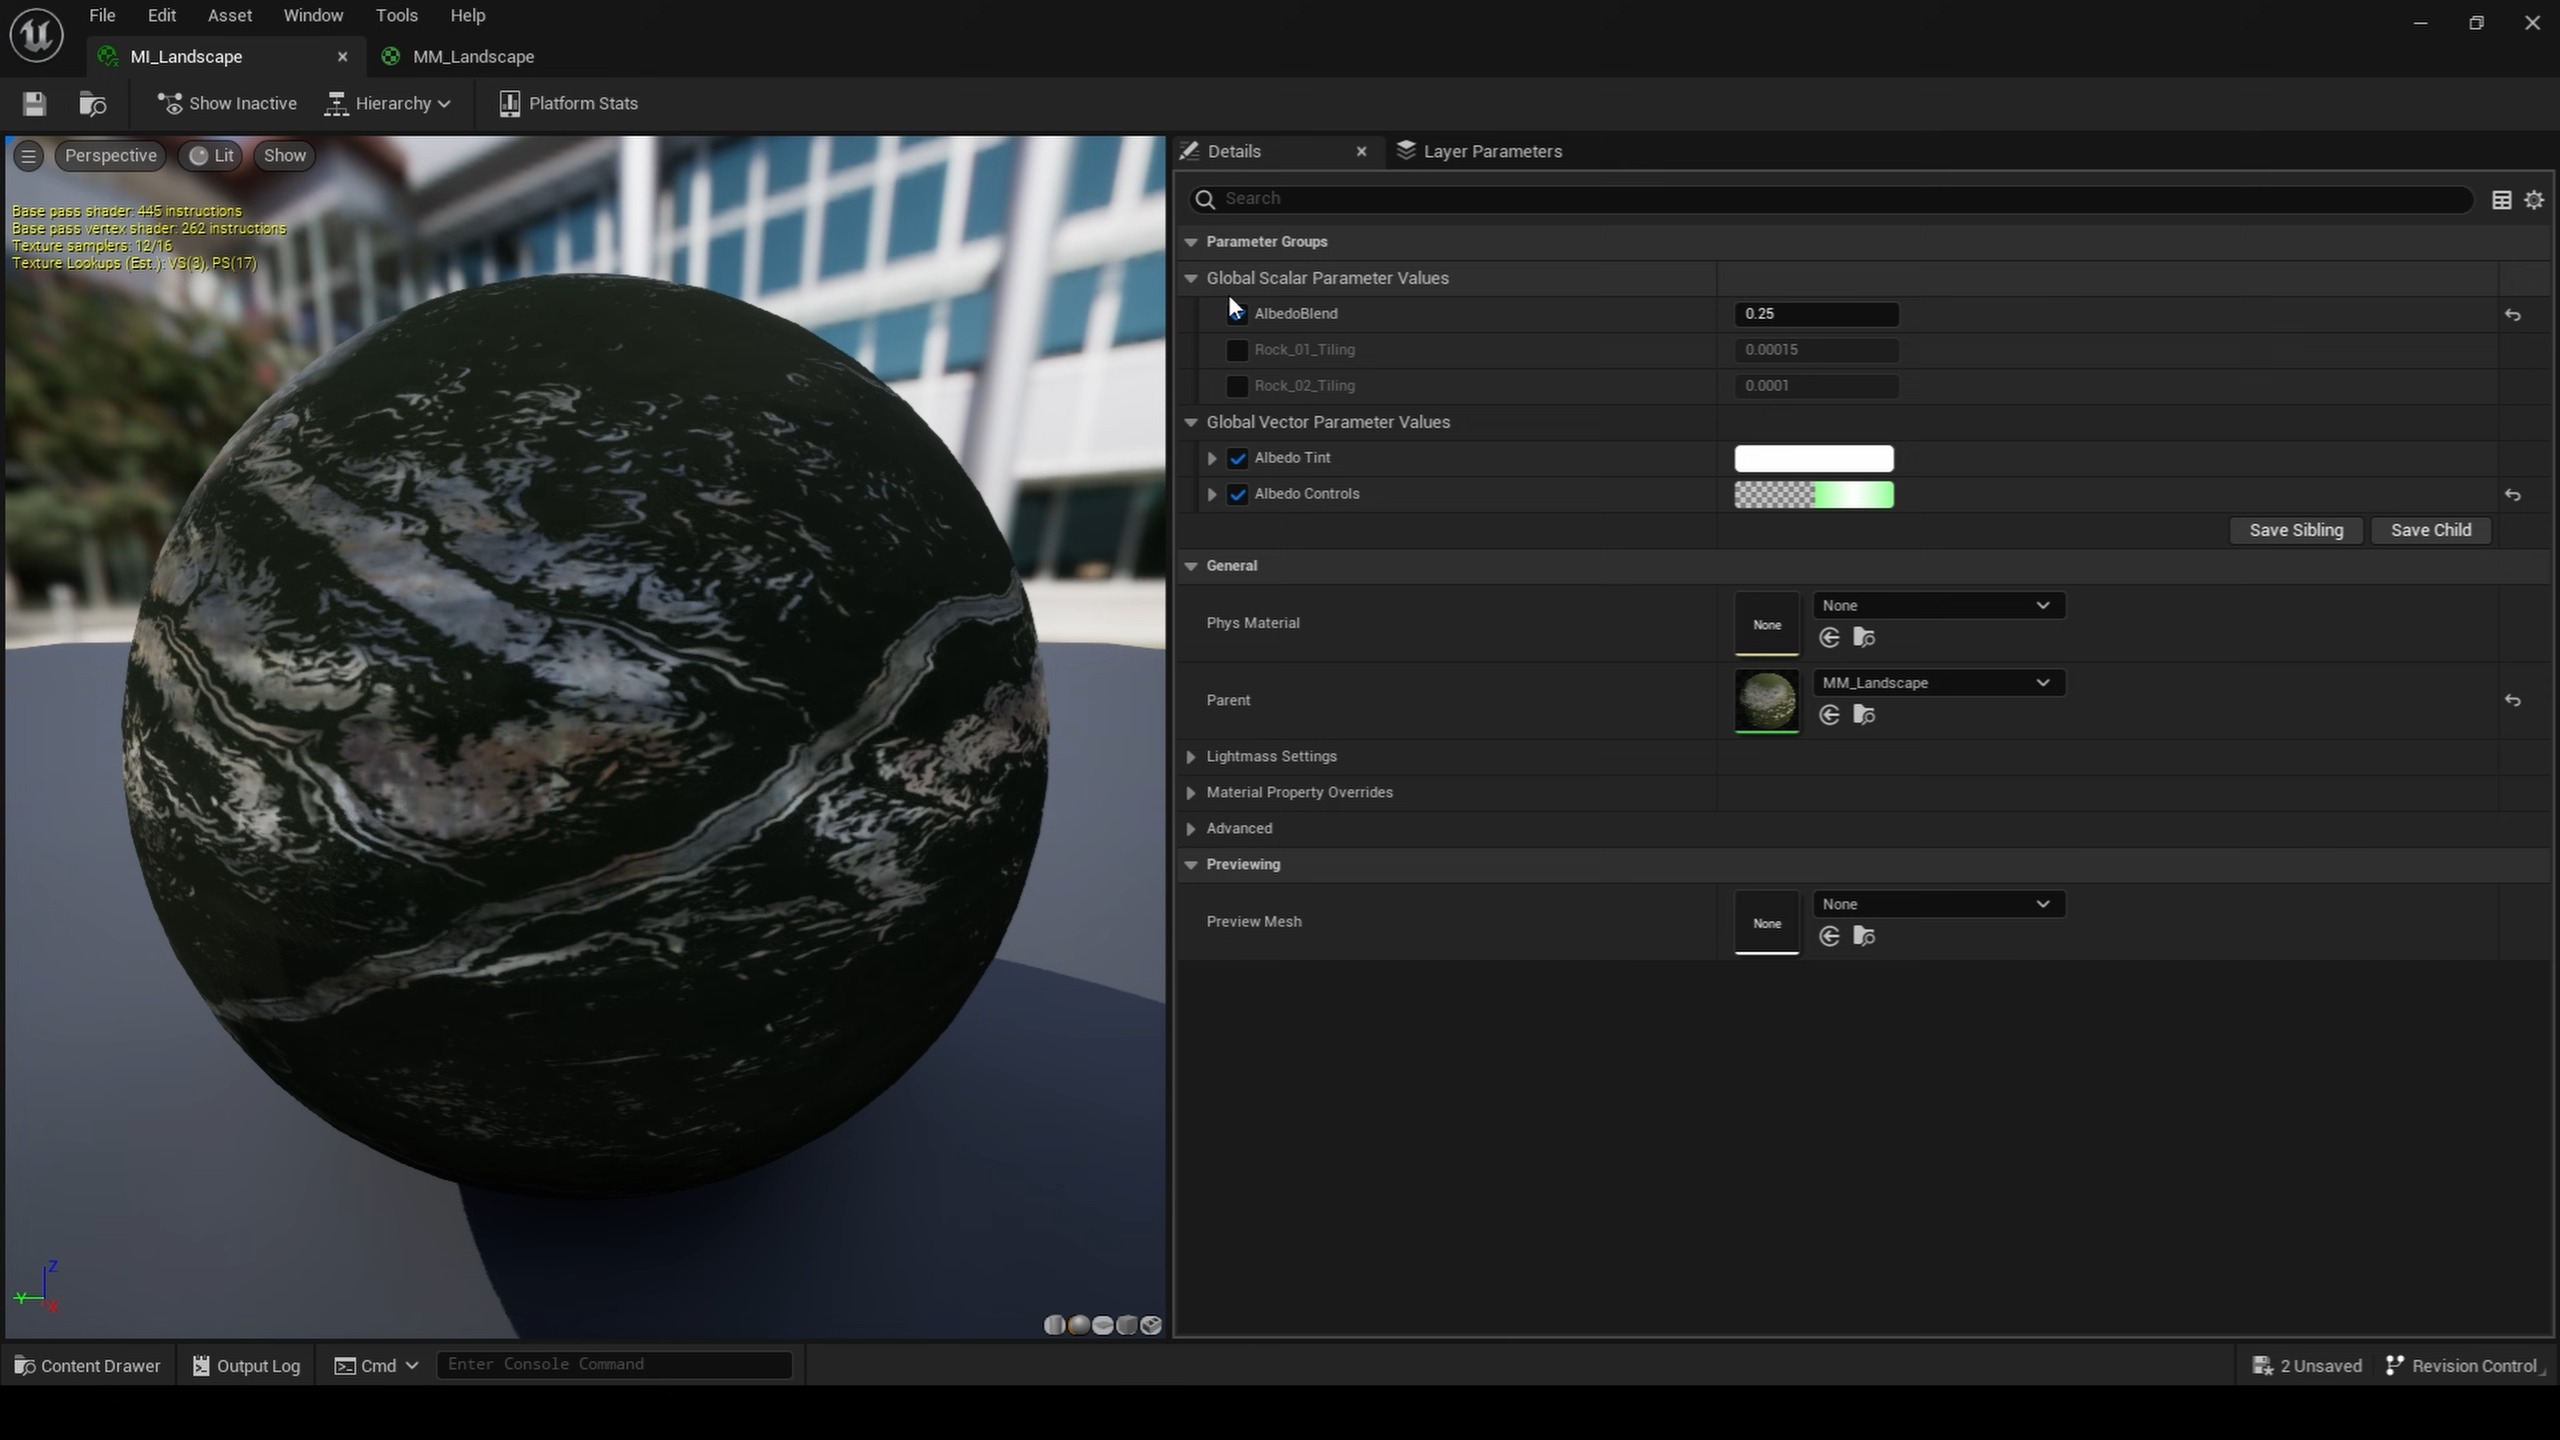 File Edit Asset Window Tools Help
MI_Landscape MM_Landscape
Show Inactive Hierarchy Platform Stats
Perspective Lit Show
Base pass shader: 445 instructions
Base pass vertex shader: 262 instructions
Texture samplers: 12/16
Texture Lookups (Est.): VS(3), PS(17)
Z
Y
X
Details Layer Parameters
Search
Parameter Groups
Global Scalar Parameter Values
AlbedoBlend 0.25
Rock_01_Tiling 0.00015
Rock_02_Tiling 0.0001
Global Vector Parameter Values
Albedo Tint
Albedo Controls
Save Sibling Save Child
General
Phys Material None None
Parent MM_Landscape
Lightmass Settings
Material Property Overrides
Advanced
Previewing
Preview Mesh None None
Content Drawer Output Log Cmd Enter Console Command 2 Unsaved Revision Control